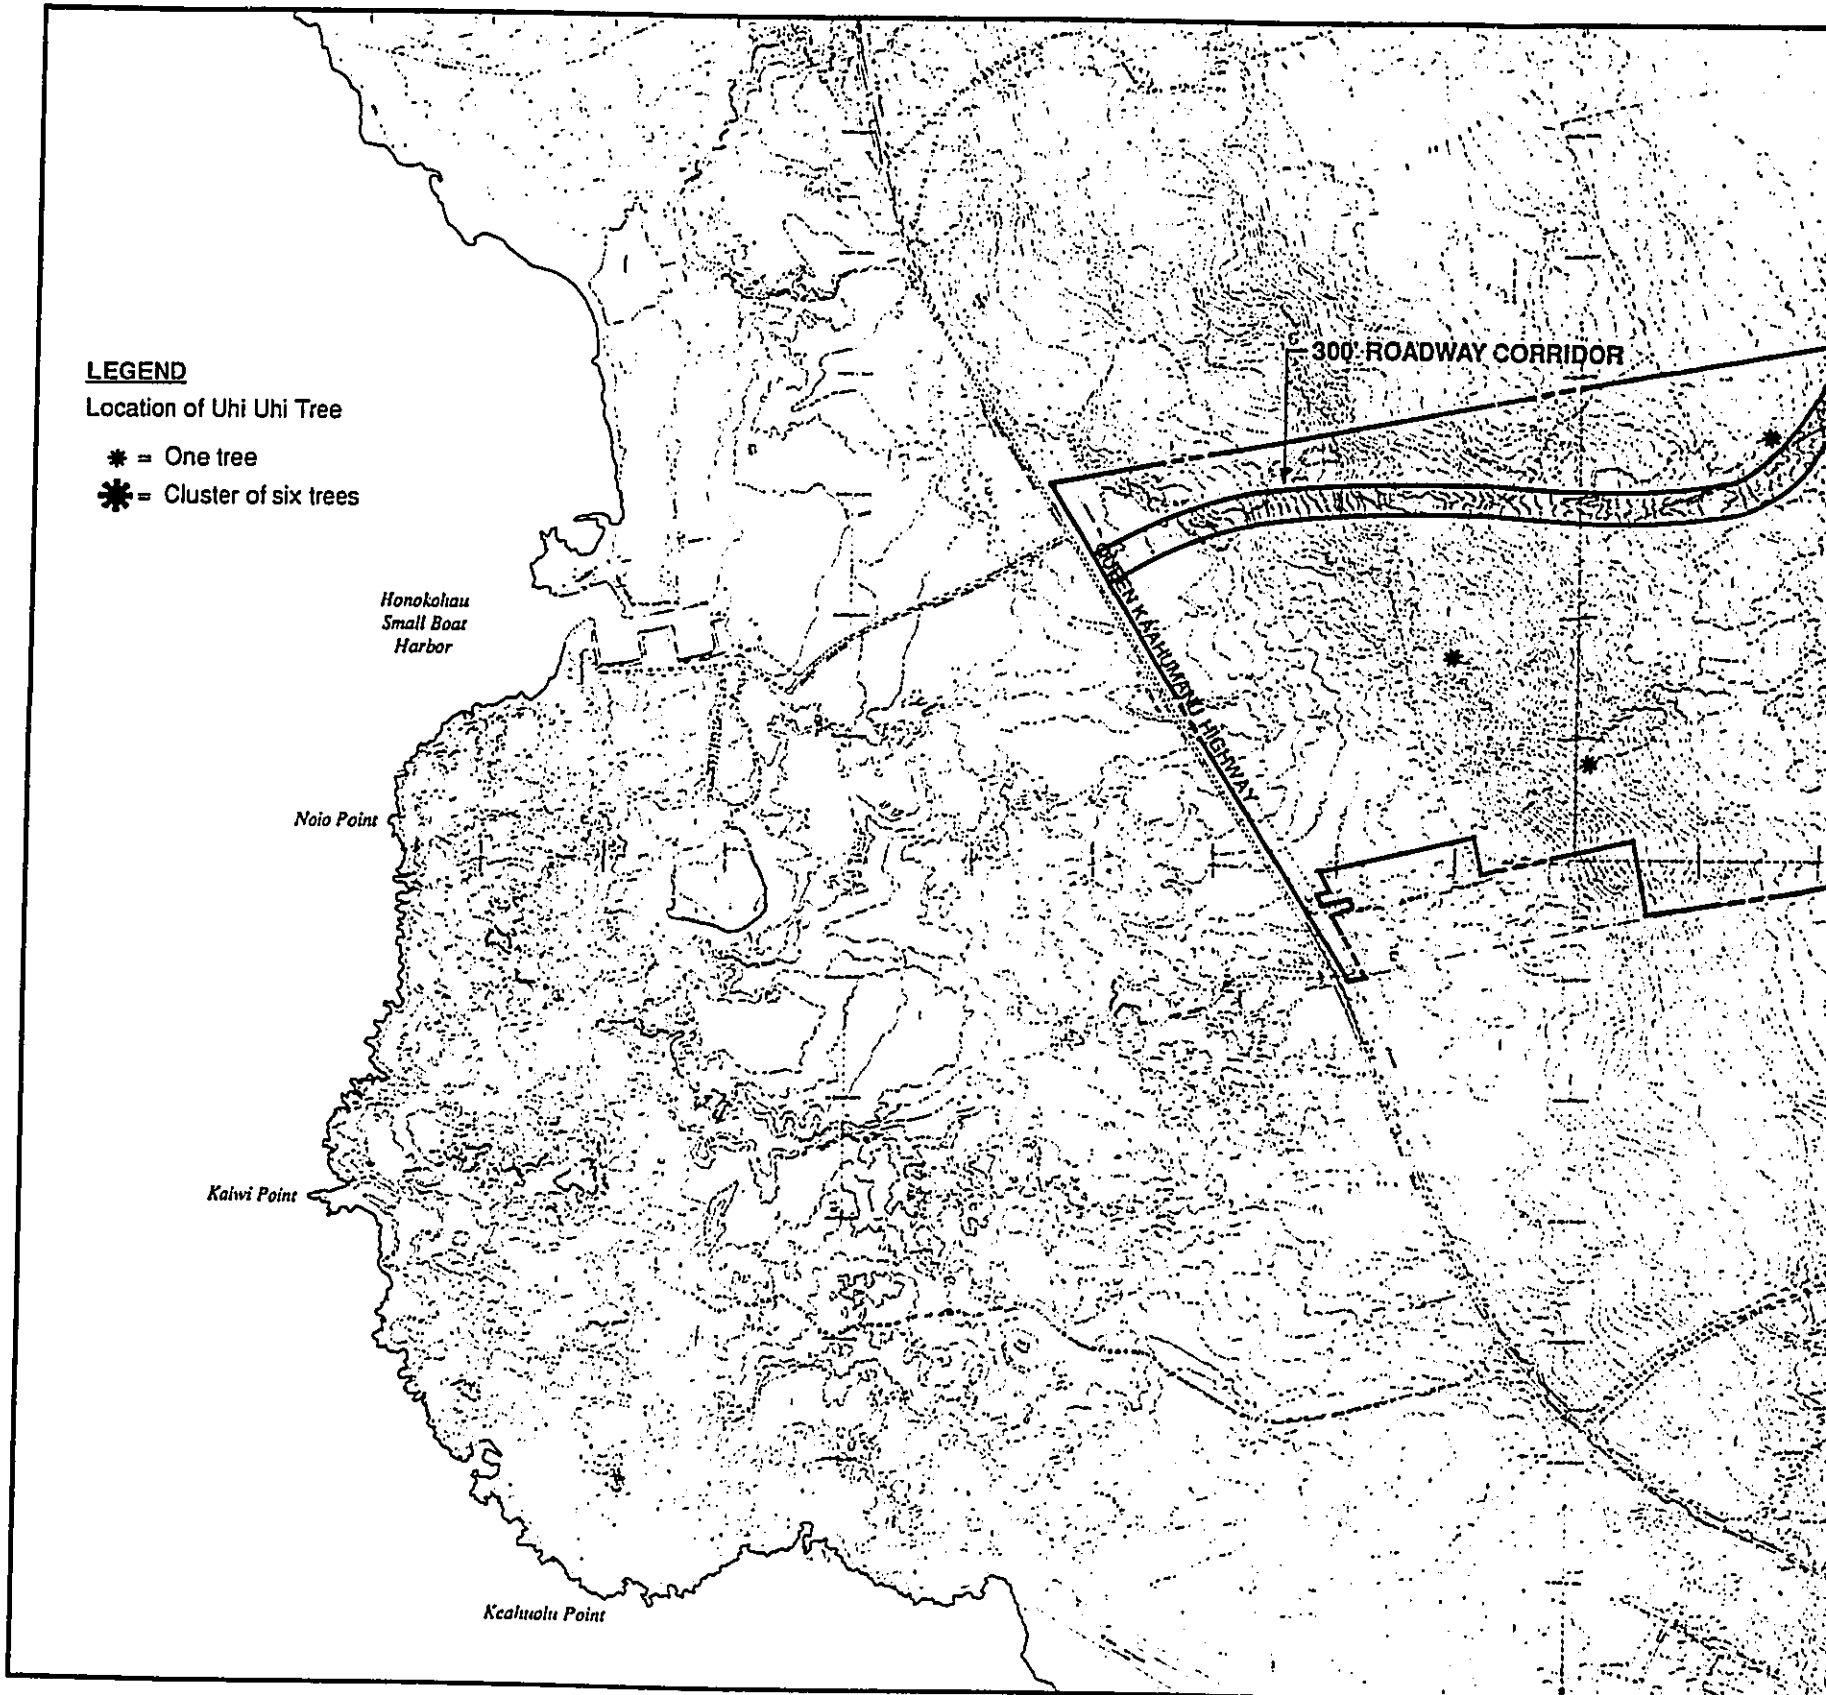 LEGEND
Location of Uhi Uhi Tree
= One tree
= Cluster of six trees
300' ROADWAY CORRIDOR
QUEEN KAAHUMANU HIGHWAY
Honokohau
Small Boat
Harbor
Noio Point
Kaiwi Point
Kealuolu Point